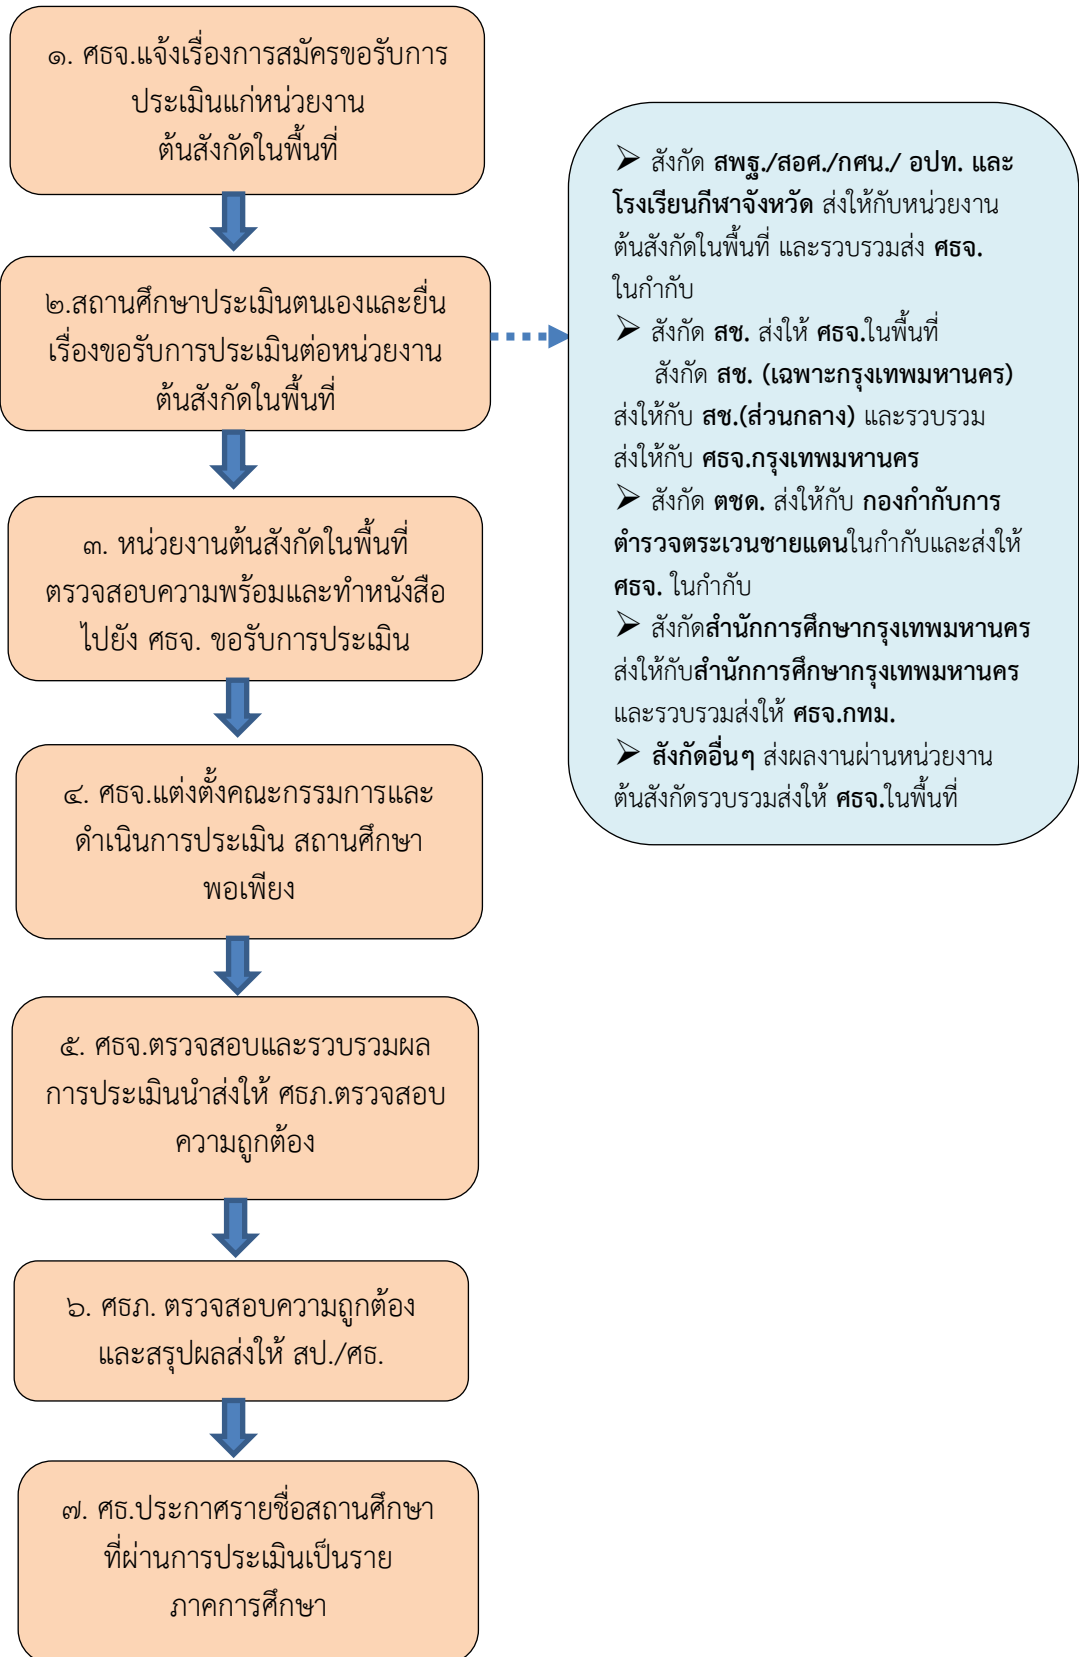 ๑. ศธจ.แจ้งเรื่องการสมัครขอรับการ
ประเมินแก่หน่วยงาน
ต้นสังกัดในพื้นที่
๒.สถานศึกษาประเมินตนเองและยื่น
เรื่องขอรับการประเมินต่อหน่วยงาน
ต้นสังกัดในพื้นที่
➢ สังกัด สพฐ./สอศ./กศน./ อปท. และ
โรงเรียนกีฬาจังหวัด ส่งให้กับหน่วยงาน
ต้นสังกัดในพื้นที่ และรวบรวมส่ง ศธจ.
ในกำกับ
➢ สังกัด สช. ส่งให้ ศธจ.ในพื้นที่
สังกัด สช. (เฉพาะกรุงเทพมหานคร)
ส่งให้กับ สช.(ส่วนกลาง) และรวบรวม
ส่งให้กับ ศธจ.กรุงเทพมหานคร
➢ สังกัด ตชด. ส่งให้กับ กองกำกับการ
ตำรวจตระเวนชายแดนในกำกับและส่งให้
ศธจ. ในกำกับ
➢ สังกัดสำนักการศึกษากรุงเทพมหานคร
ส่งให้กับสำนักการศึกษากรุงเทพมหานคร
และรวบรวมส่งให้ ศธจ.กทม.
➢ สังกัดอื่นๆ ส่งผลงานผ่านหน่วยงาน
ต้นสังกัดรวบรวมส่งให้ ศธจ.ในพื้นที่
๓. หน่วยงานต้นสังกัดในพื้นที่
ตรวจสอบความพร้อมและทำหนังสือ
ไปยัง ศธจ. ขอรับการประเมิน
๔. ศธจ.แต่งตั้งคณะกรรมการและ
ดำเนินการประเมิน สถานศึกษา
พอเพียง
๕. ศธจ.ตรวจสอบและรวบรวมผล
การประเมินนำส่งให้ ศธภ.ตรวจสอบ
ความถูกต้อง
๖. ศธภ. ตรวจสอบความถูกต้อง
และสรุปผลส่งให้ สป./ศธ.
๗. ศธ.ประกาศรายชื่อสถานศึกษา
ที่ผ่านการประเมินเป็นราย
ภาคการศึกษา